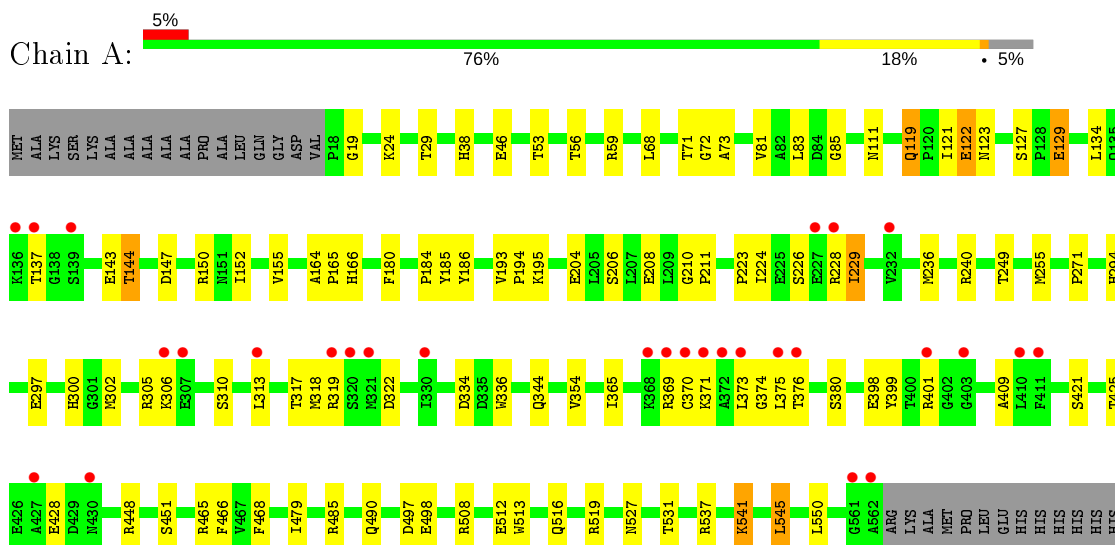 5%
Chain A:
76% 18% • 5%
MET ALA LYS SER LYS ALA ALA ALA ALA ALA ALA PRO ALA LEU GLN GLY ASP VAL P18 G19 K24 T29 H38 E46 T53 T56 R59 L68 T71 G72 A73 V81 A82 L83 D84 G85 N111 Q119 P120 I121 E122 N123 S127 P128 E129 L134
K136 T137 G138 S139 E143 T144 D147 R150 N151 I152 V155 A164 P165 H166 F180 P184 Y185 Y186 V193 P194 K195 E204 L205 S206 L207 E208 L209 G210 P211 P223 I224 E225 S226 E227 R228 I229 V232 M236 R240 T249 M255 P271
E297 H300 G301 M302 R305 K306 E307 S310 L313 T317 M318 R319 S320 M321 D322 I330 D334 D335 W336 Q344 V354 I365 K368 R369 C370 K371 A372 L373 G374 L375 T376 S380 E398 Y399 T400 R401 G402 G403 A409 L410 F411 S421
E426 A427 E428 D429 N430 R448 S451 R465 F466 V467 F468 I479 R485 Q490 D497 E498 R508 E512 W513 Q516 R519 N527 T531 R537 K541 L545 L550 G561 A562 ARG LYS ALA MET PRO LEU GLU HIS HIS HIS HIS HIS